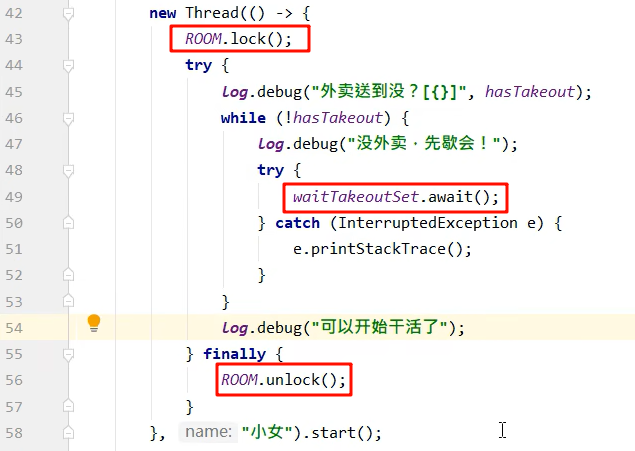 42 new Thread(() -> {
43 ROOM.lock();
44 try {
45 log.debug("外卖送到没？[{}]", hasTakeout);
46 while (!hasTakeout) {
47 log.debug("没外卖，先歇会！");
48 try {
49 waitTakeoutSet.await();
50 } catch (InterruptedException e) {
51 e.printStackTrace();
52 }
53 }
54 log.debug("可以开始干活了");
55 } finally {
56 ROOM.unlock();
57 }
58 }, name: "小女").start();